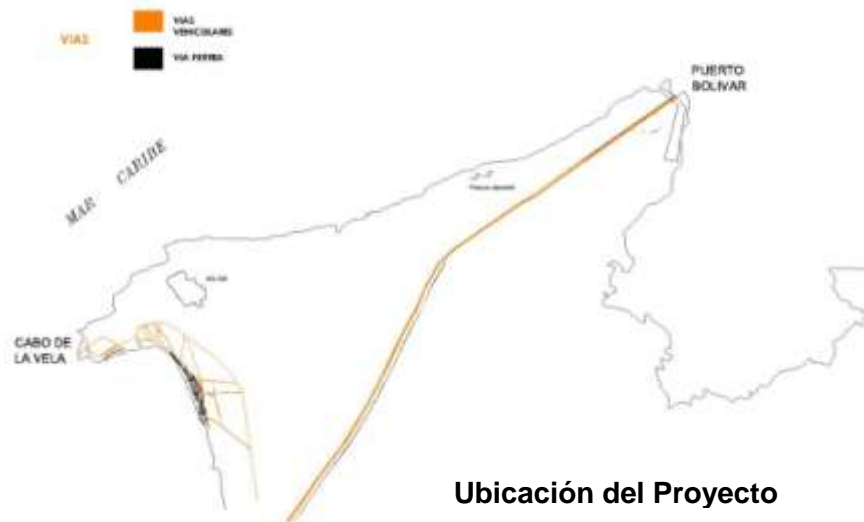 VIAS
VIAS
VEHICULARES
VIA FERREA
PUERTO
BOLIVAR
MAR CARIBE
CABO DE
LA VELA
Ubicación del Proyecto